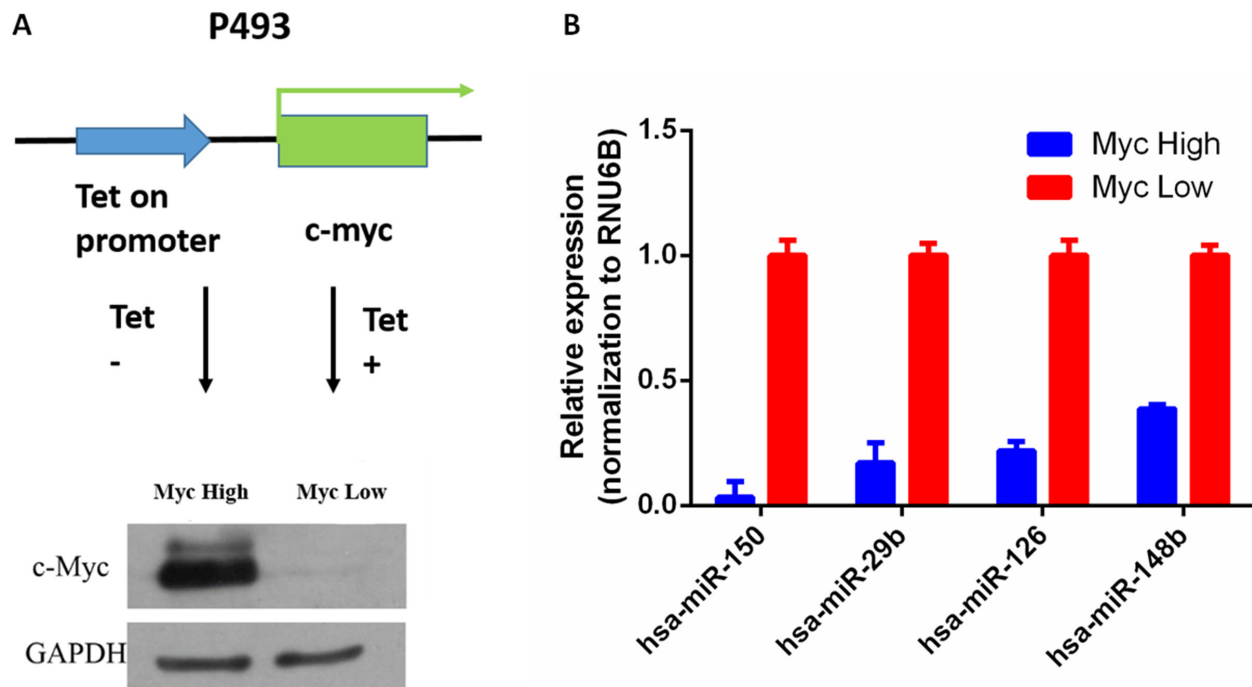 A
P493
Tet on
promoter
c-myc
Tet
-
Tet
+
Myc High
Myc Low
c-Myc
GAPDH
B
Relative expression
(normalization to RNU6B)
1.5
1.0
0.5
0.0
Myc High
Myc Low
hsa-miR-150
hsa-miR-29b
hsa-miR-126
hsa-miR-148b